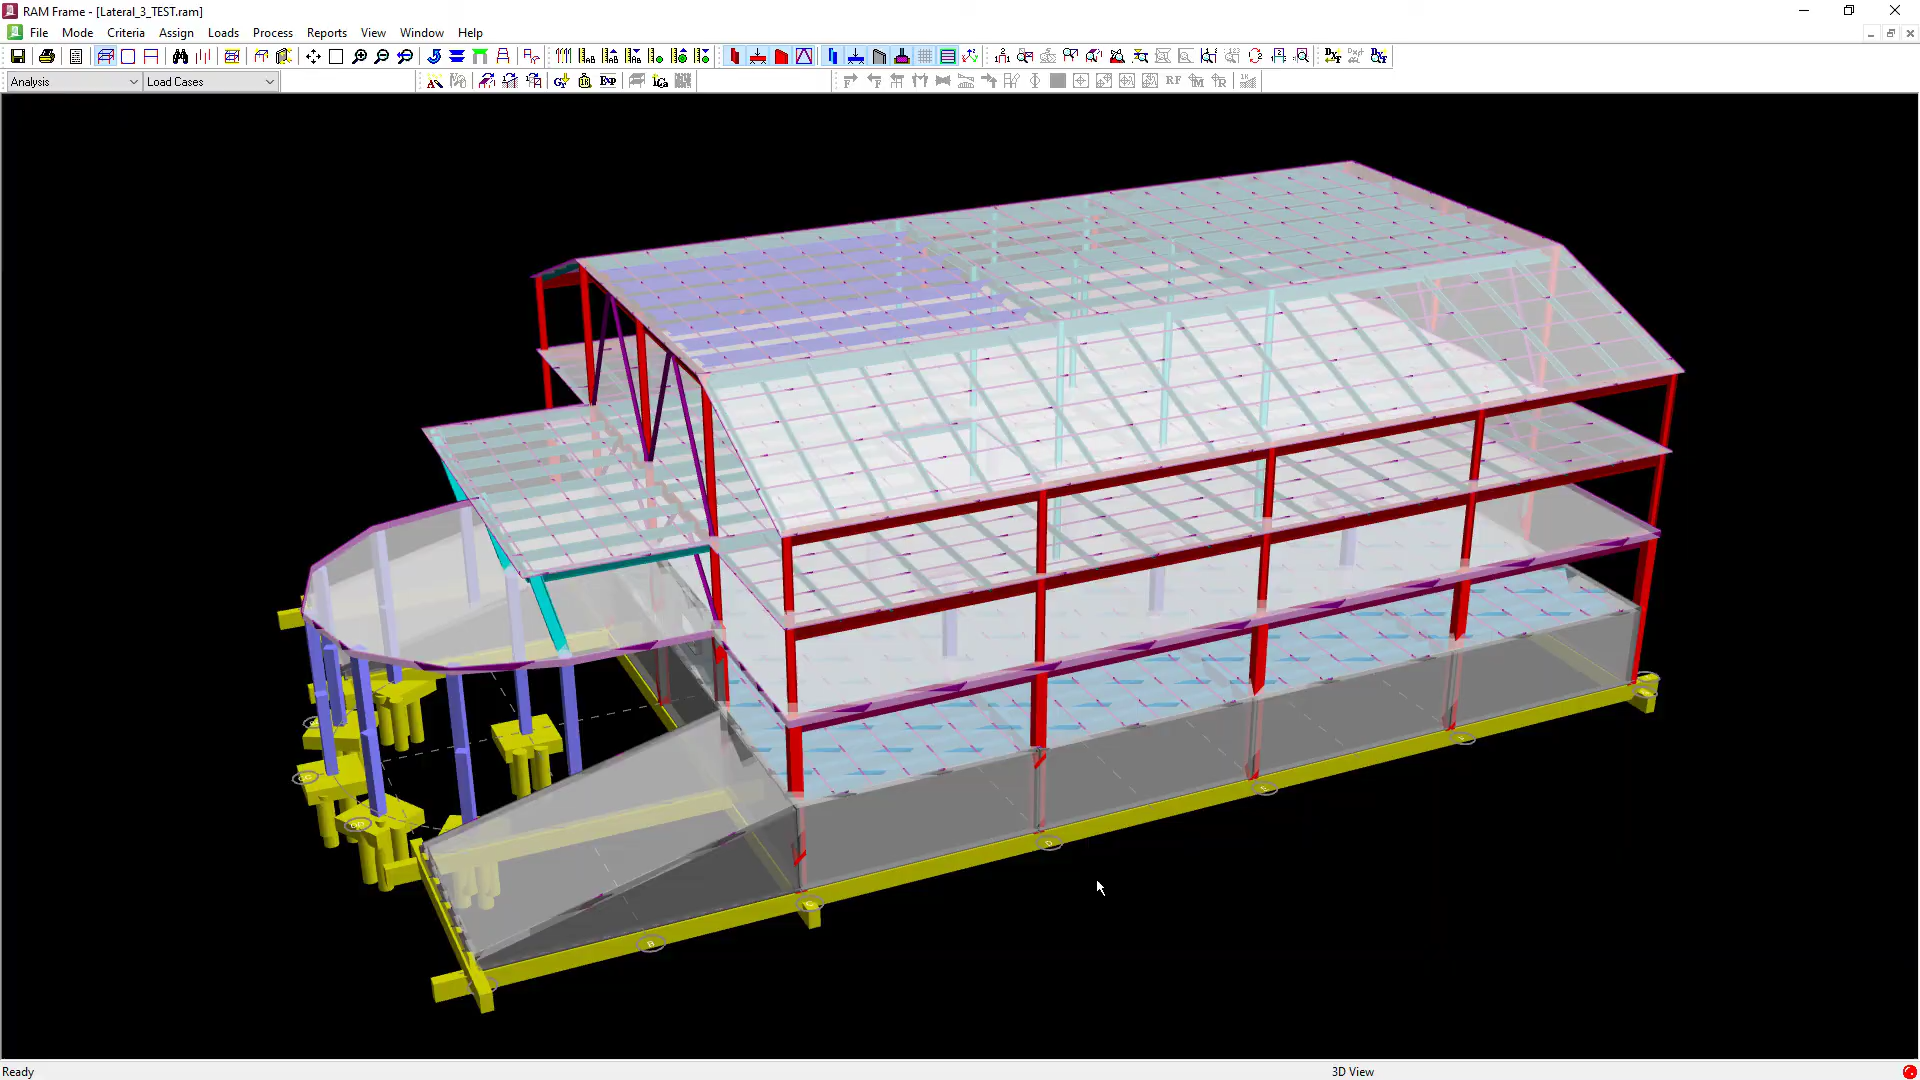 RAM Frame - [Lateral_3_TEST.ram]
File Mode Criteria Assign Loads Process Reports View Window Help
Analysis Load Cases
RF
B
Ready 3D View